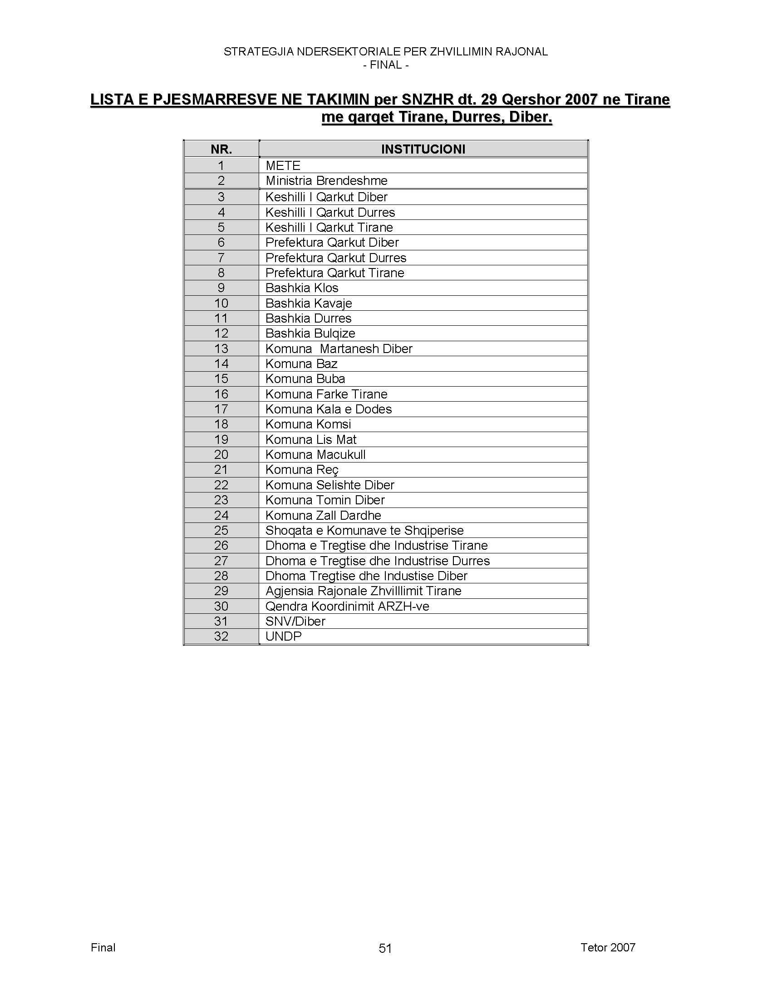 STRATEGJIA NDERSEKTORIALE PER ZHVILLIMIN RAJONAL
- FINAL -
LISTA E PJESMARRESVE NE TAKIMIN per SNZHR dt. 29 Qershor 2007 ne Tirane
me qarqet Tirane, Durres, Diber.
NR. INSTITUCIONI
1 METE
2 Ministria Brendeshme
3 Keshilli I Qarkut Diber
4 Keshilli I Qarkut Durres
5 Keshilli I Qarkut Tirane
6 Prefektura Qarkut Diber
7 Prefektura Qarkut Durres
8 Prefektura Qarkut Tirane
9 Bashkia Klos
10 Bashkia Kavaje
11 Bashkia Durres
12 Bashkia Bulqize
13 Komuna  Martanesh Diber
14 Komuna Baz
15 Komuna Buba
16 Komuna Farke Tirane
17 Komuna Kala e Dodes
18 Komuna Komsi
19 Komuna Lis Mat
20 Komuna Macukull
21 Komuna Reç
22 Komuna Selishte Diber
23 Komuna Tomin Diber
24 Komuna Zall Dardhe
25 Shoqata e Komunave te Shqiperise
26 Dhoma e Tregtise dhe Industrise Tirane
27 Dhoma e Tregtise dhe Industrise Durres
28 Dhoma Tregtise dhe Industise Diber
29 Agjensia Rajonale Zhvilllimit Tirane
30 Qendra Koordinimit ARZH-ve
31 SNV/Diber
32 UNDP
Final 51 Tetor 2007